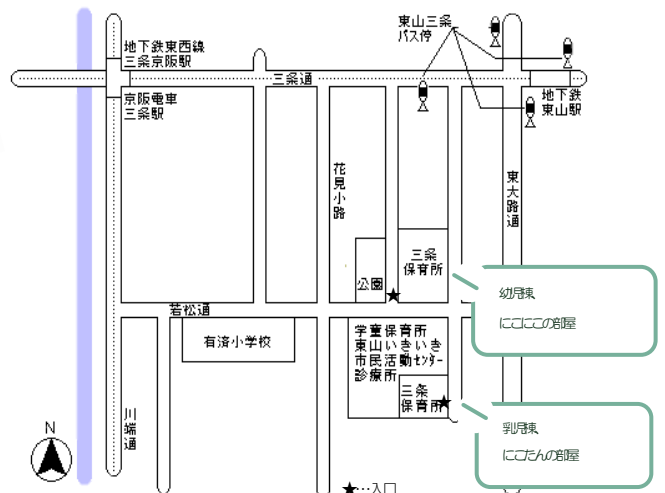 地下鉄東西線
三条京阪駅
京阪電車
三条駅
三条通
東山三条
バス停
地下鉄
東山駅
花見小路
東大路通
三条
保育所
公園
若松通
有済小学校
学童保育所
東山いきいき
市民活動ｾﾝﾀｰ
診療所
三条
保育所
幼児棟、
にこにこの部屋
乳児棟、
にこたんの部屋
川端通
N
★…入口